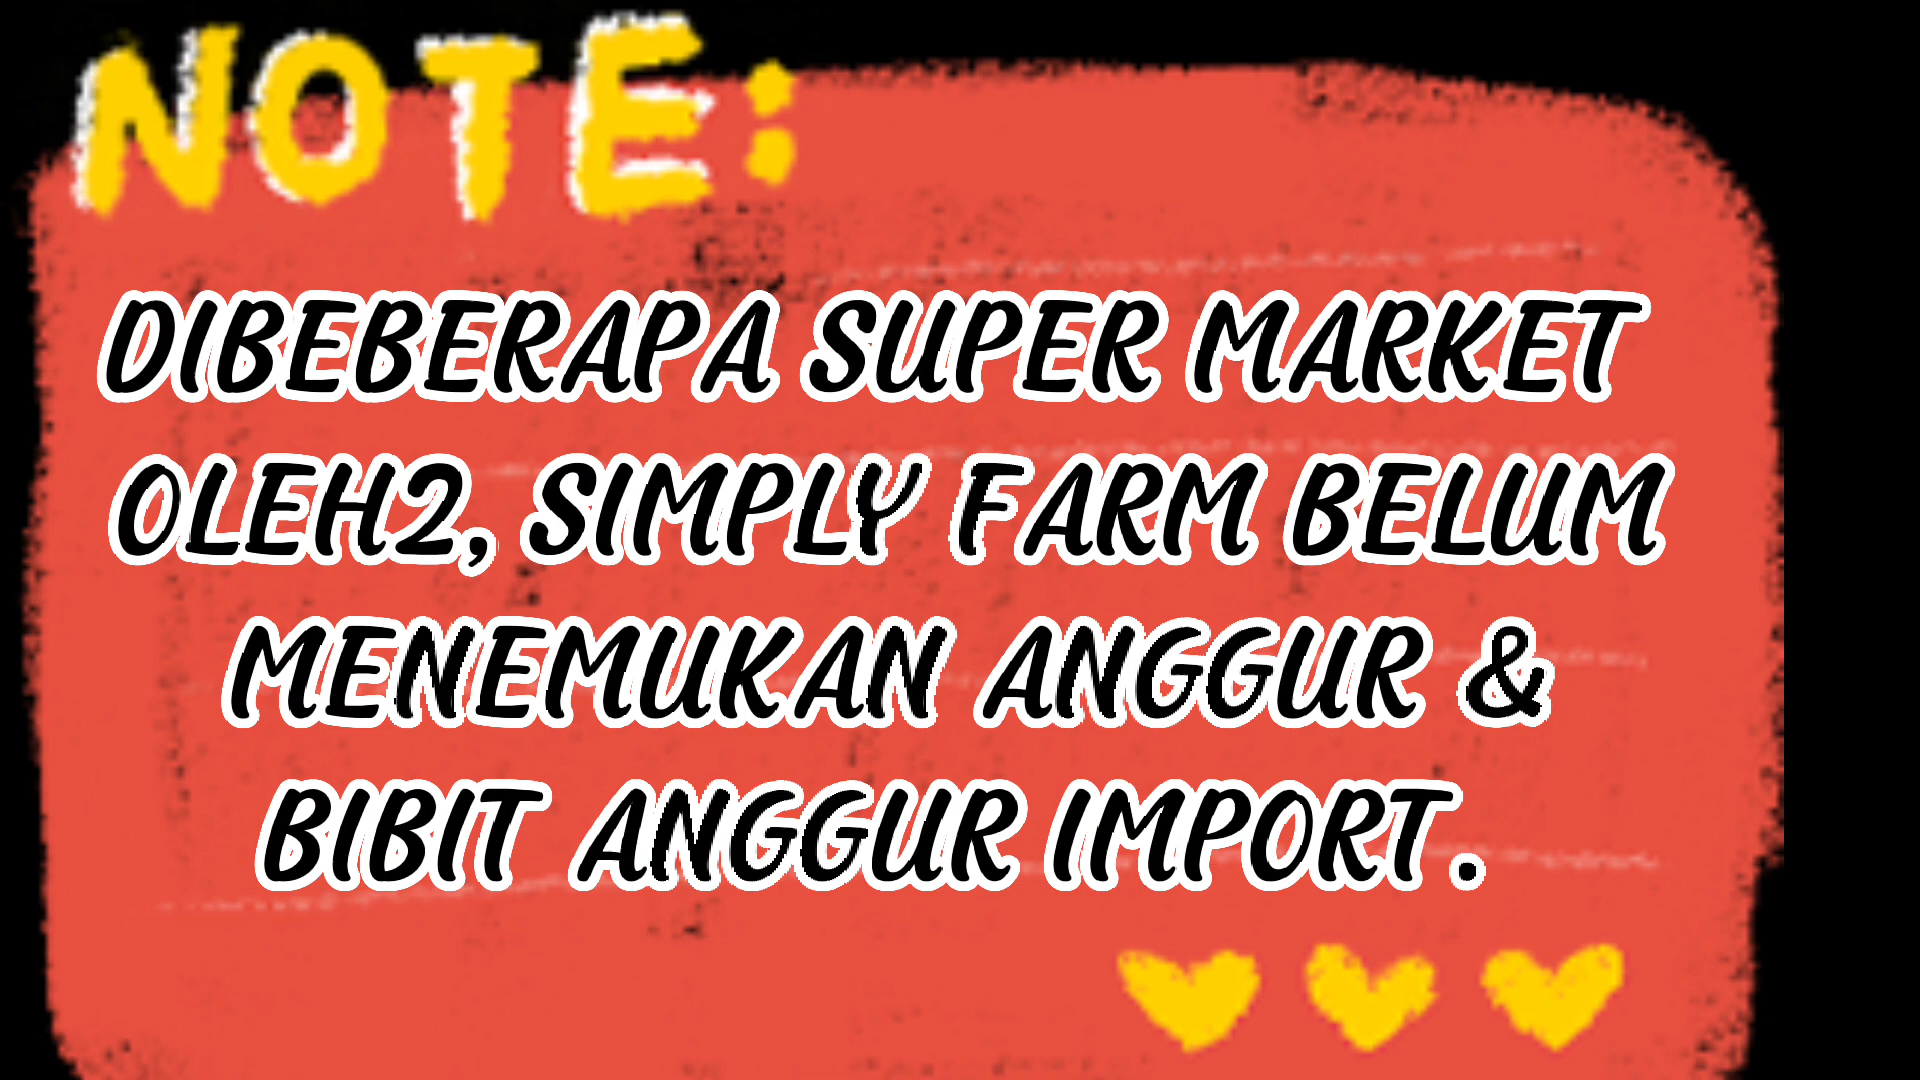 NOTE:
DIBEBERAPA SUPER MARKET
OLEH2, SIMPLY FARM BELUM
MENEMUKAN ANGGUR &
BIBIT ANGGUR IMPORT.